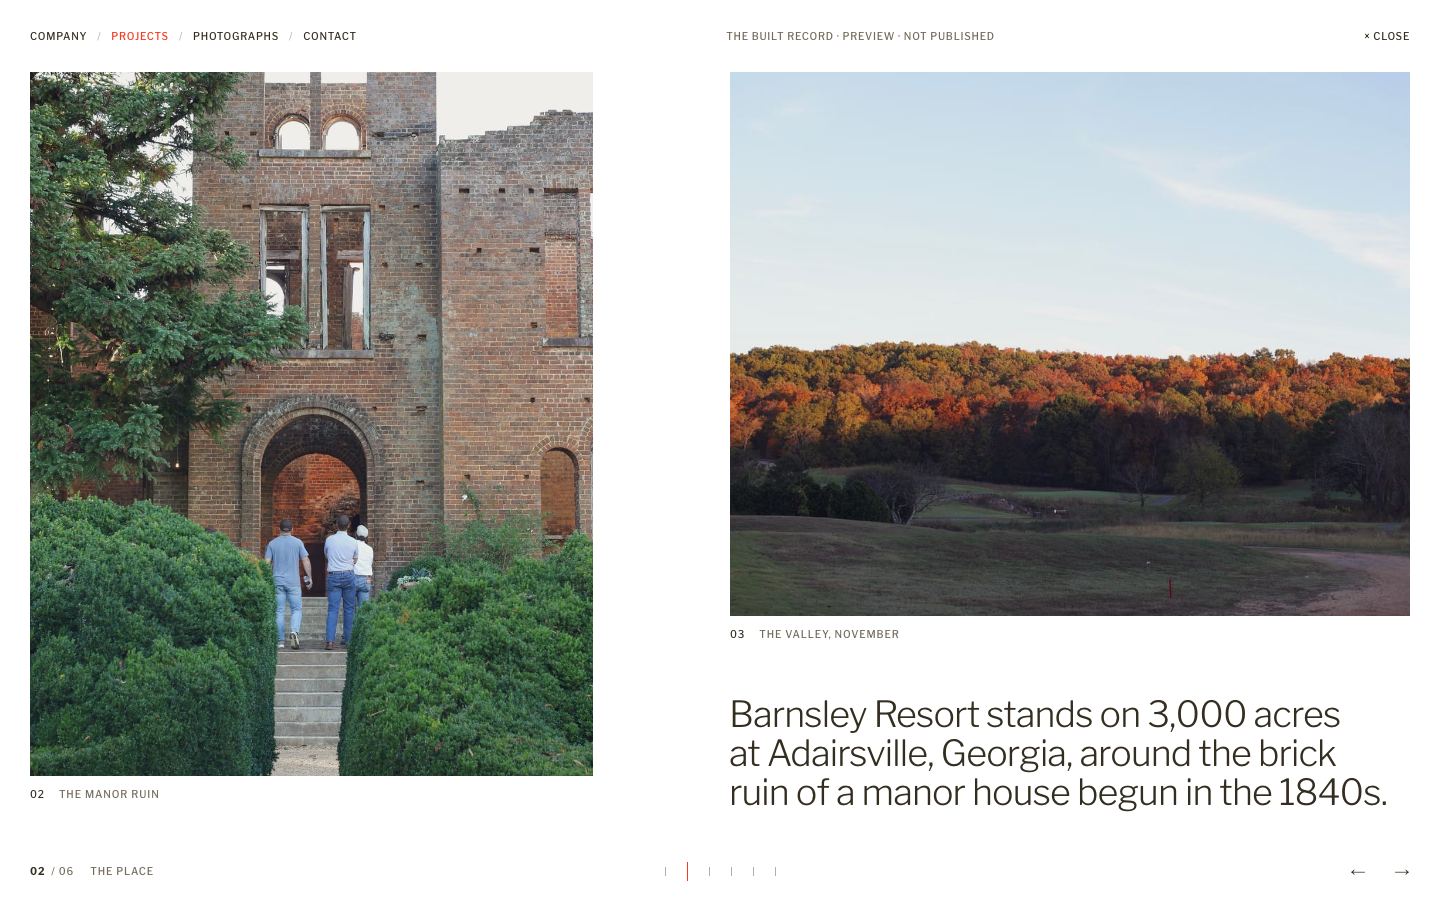 COMPANY / PROJECTS / PHOTOGRAPHS / CONTACT
THE BUILT RECORD · PREVIEW · NOT PUBLISHED
× CLOSE
02 THE MANOR RUIN
03 THE VALLEY, NOVEMBER
Barnsley Resort stands on 3,000 acres
at Adairsville, Georgia, around the brick
ruin of a manor house begun in the 1840s.
02 / 06 THE PLACE
← →